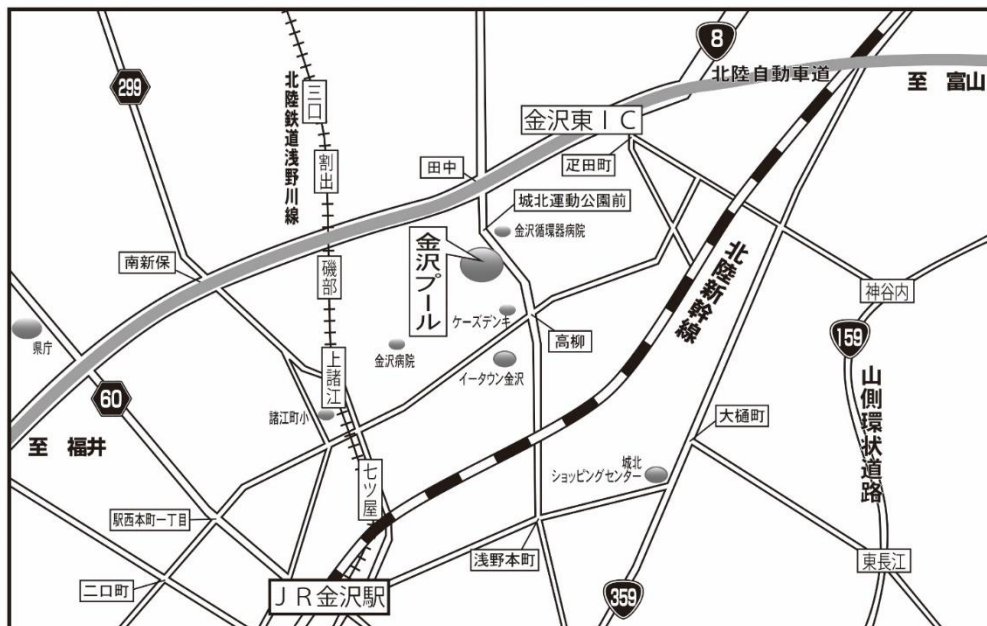 8
北陸自動車道
至 富山
299
三口
北陸鉄道浅野川線
金沢東IC
割出
田中
疋田町
城北運動公園前
金沢循環器病院
南新保
磯部
金沢プール
北陸新幹線
神谷内
県庁
ケーズデンキ
高柳
159
金沢病院
イータウン金沢
上諸江
60
諸江町小
大樋町
山側環状道路
至 福井
七ツ屋
城北
ショッピングセンター
駅西本町一丁目
浅野本町
東長江
二口町
JR金沢駅
359